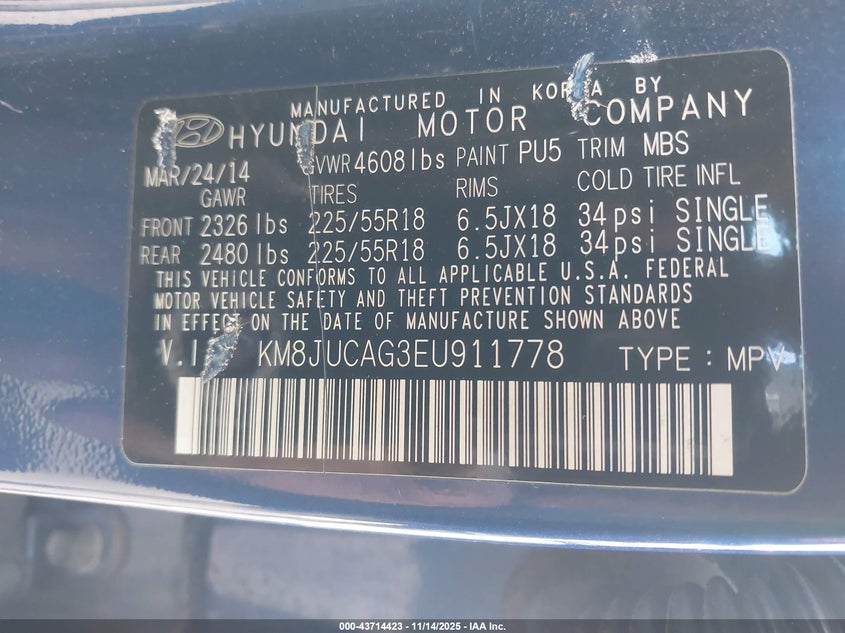 MANUFACTURED IN KOREA BY
HYUNDAI MOTOR COMPANY
MAR/24/14 GVWR 4608 lbs PAINT PU5 TRIM MBS
GAWR TIRES RIMS COLD TIRE INFL
FRONT 2326 lbs 225/55R18 6.5JX18 34psi SINGLE
REAR 2480 lbs 225/55R18 6.5JX18 34psi SINGLE
THIS VEHICLE CONFORMS TO ALL APPLICABLE U.S.A. FEDERAL
MOTOR VEHICLE SAFETY AND THEFT PREVENTION STANDARDS
IN EFFECT ON THE DATE OF MANUFACTURE SHOWN ABOVE
V.I KM8JUCAG3EU911778 TYPE : MPV
000-43714423 | 11/14/2025 | IAA Inc.